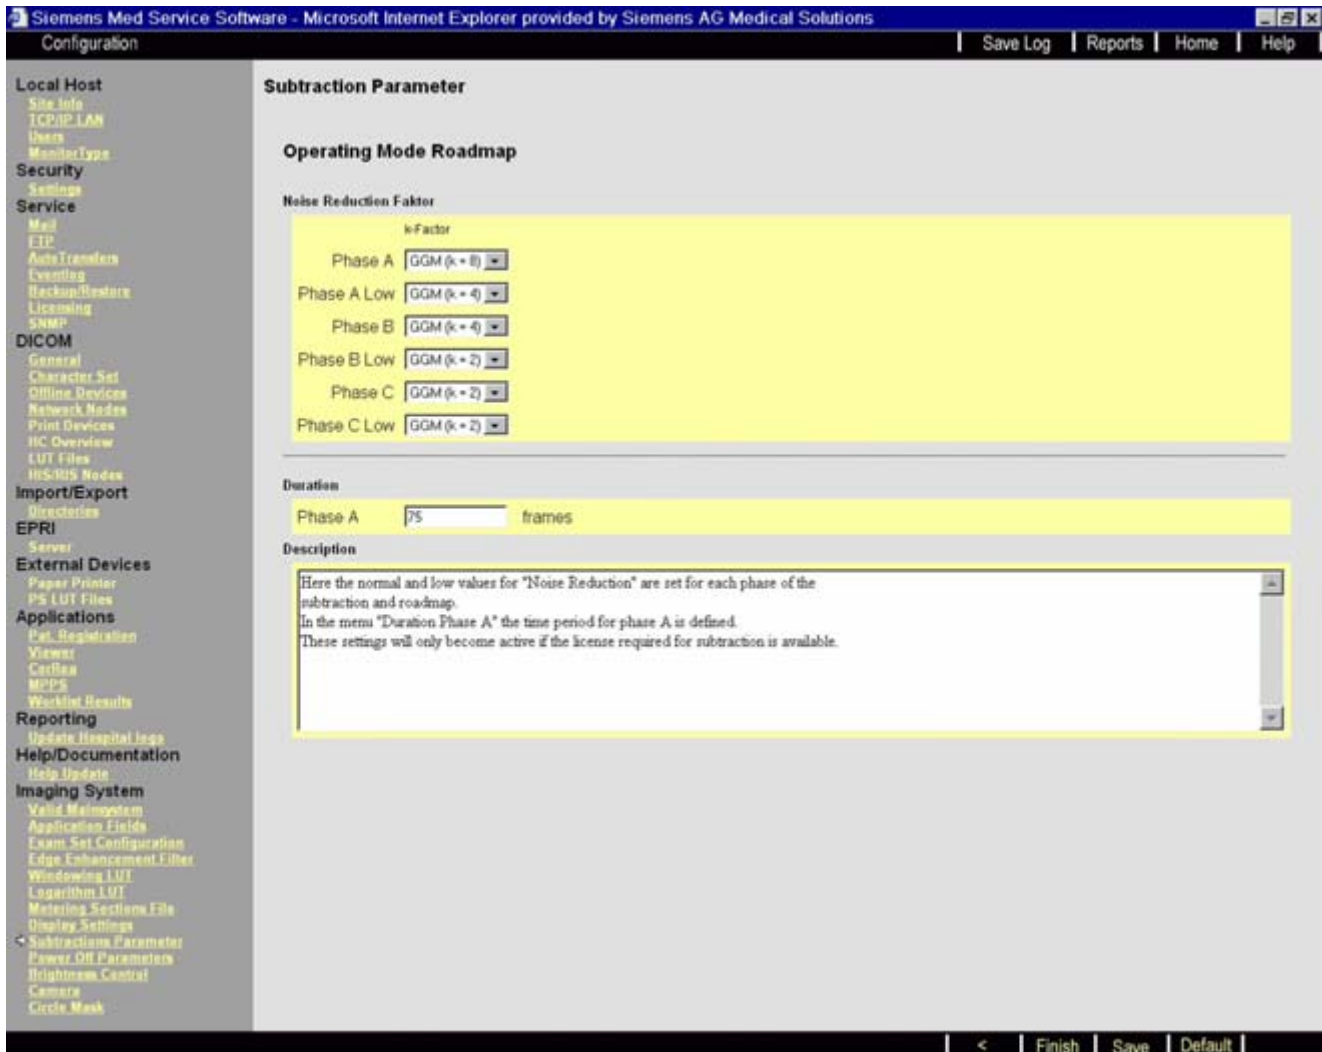 Siemens Med Service Software - Microsoft Internet Explorer provided by Siemens AG Medical Solutions
Configuration
Save Log
Reports
Home
Help
Local Host
Site Info
TCP/IP LAN
Users
MonitorType
Security
Settings
Service
Mail
FTP
AutoTransfers
Eventlog
Backup/Restore
Licensing
SNMP
DICOM
General
Character Set
Offline Devices
Network Nodes
Print Devices
HC Overview
LUT Files
HIS/RIS Nodes
Import/Export
Directories
EPRI
Server
External Devices
Paper Printer
PS LUT Files
Applications
Pat. Registration
Viewer
MPPS
Worklist Results
Reporting
Update Hospital logo
Help/Documentation
Help Update
Imaging System
Valid Mainsystem
Application Fields
Exam Set Configuration
Edge Enhancement Filter
Windowing LUT
Logarithm LUT
Metering Sections File
Display Settings
Subtractions Parameter
Power Off Parameters
Brightness Control
Camera
Circle Mask
Subtraction Parameter
Operating Mode Roadmap
Noise Reduction Faktor
k-Factor
Phase A GGM (k = 8)
Phase A Low GGM (k = 4)
Phase B GGM (k = 4)
Phase B Low GGM (k = 2)
Phase C GGM (k = 2)
Phase C Low GGM (k = 2)
Duration
Phase A 75 frames
Description
Here the normal and low values for "Noise Reduction" are set for each phase of the
subtraction and roadmap.
In the menu "Duration Phase A" the time period for phase A is defined.
These settings will only become active if the license required for subtraction is available.
<
Finish
Save
Default